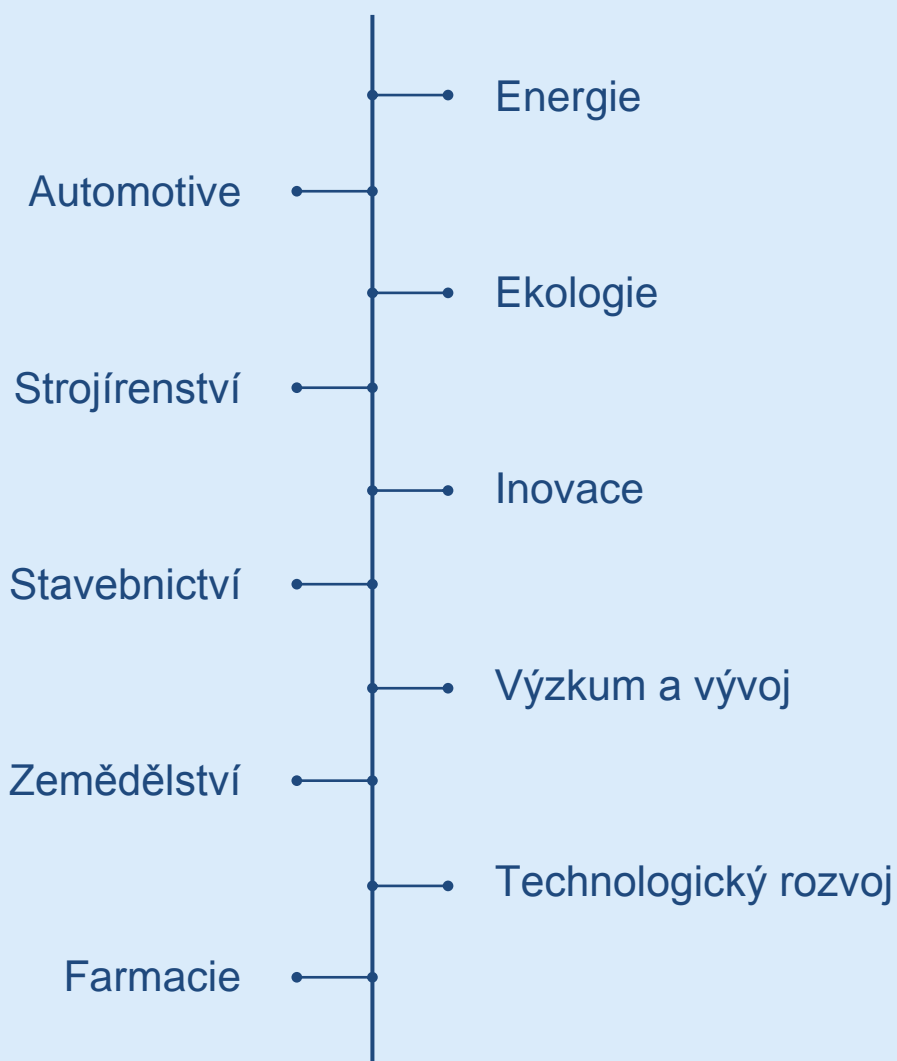 Energie
Automotive
Ekologie
Strojírenství
Inovace
Stavebnictví
Výzkum a vývoj
Zemědělství
Technologický rozvoj
Farmacie